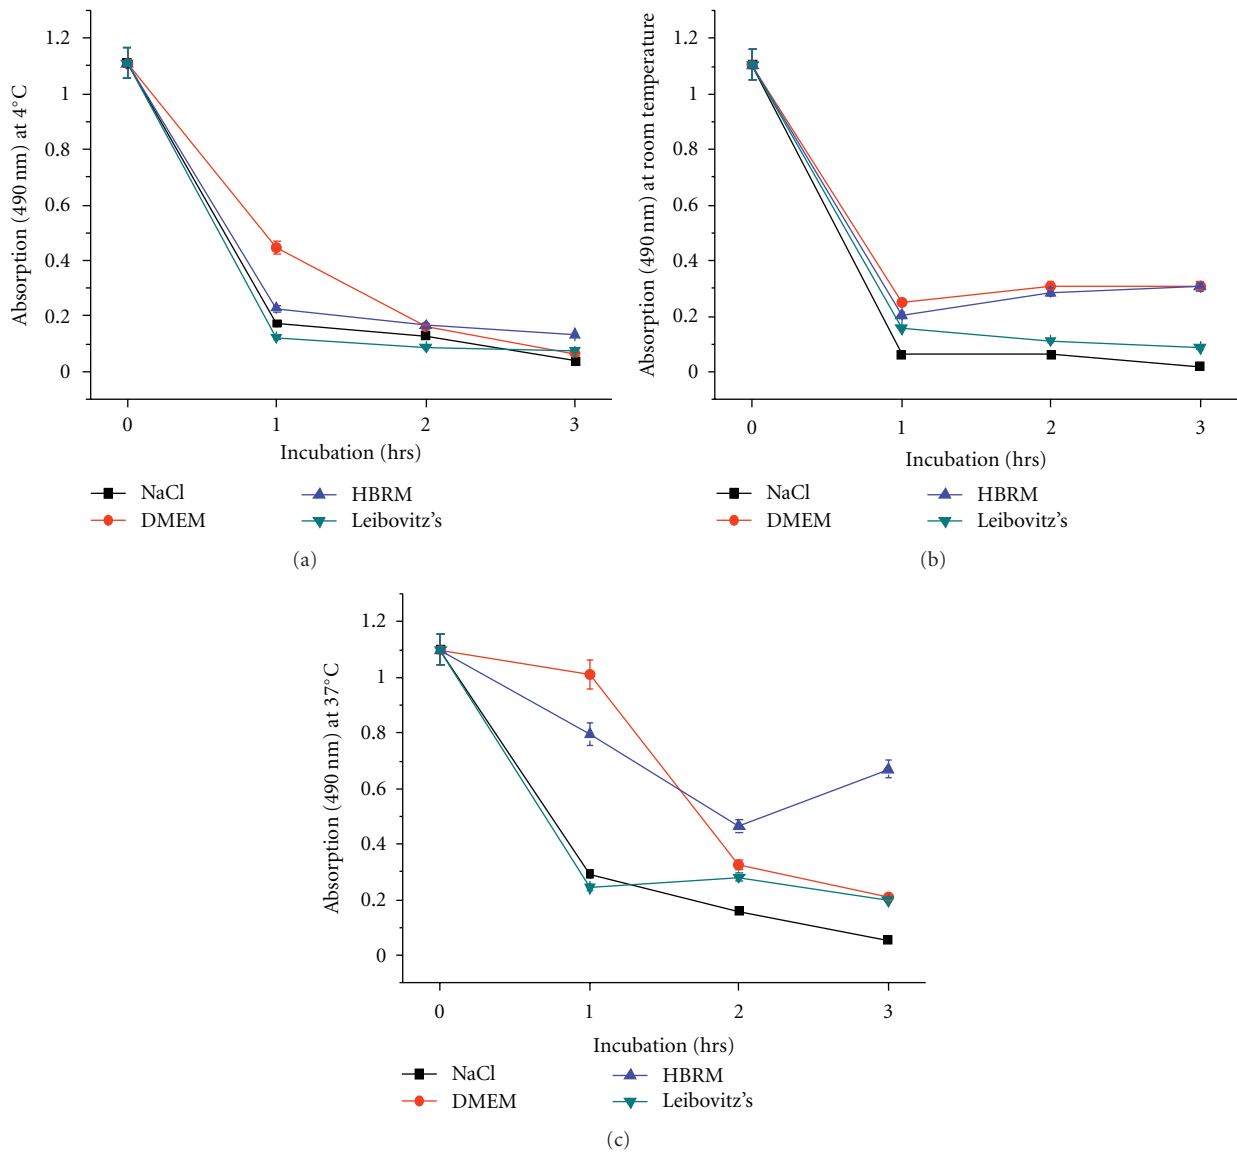 Absorption (490 nm) at 4°C
1.2
1
0.8
0.6
0.4
0.2
0
0 1 2 3
Incubation (hrs)
NaCl
DMEM
HBRM
Leibovitz's
(a)
Absorption (490 nm) at room temperature
1.2
1
0.8
0.6
0.4
0.2
0
0 1 2 3
Incubation (hrs)
NaCl
DMEM
HBRM
Leibovitz's
(b)
Absorption (490 nm) at 37°C
1.2
1
0.8
0.6
0.4
0.2
0
0 1 2 3
Incubation (hrs)
NaCl
DMEM
HBRM
Leibovitz's
(c)